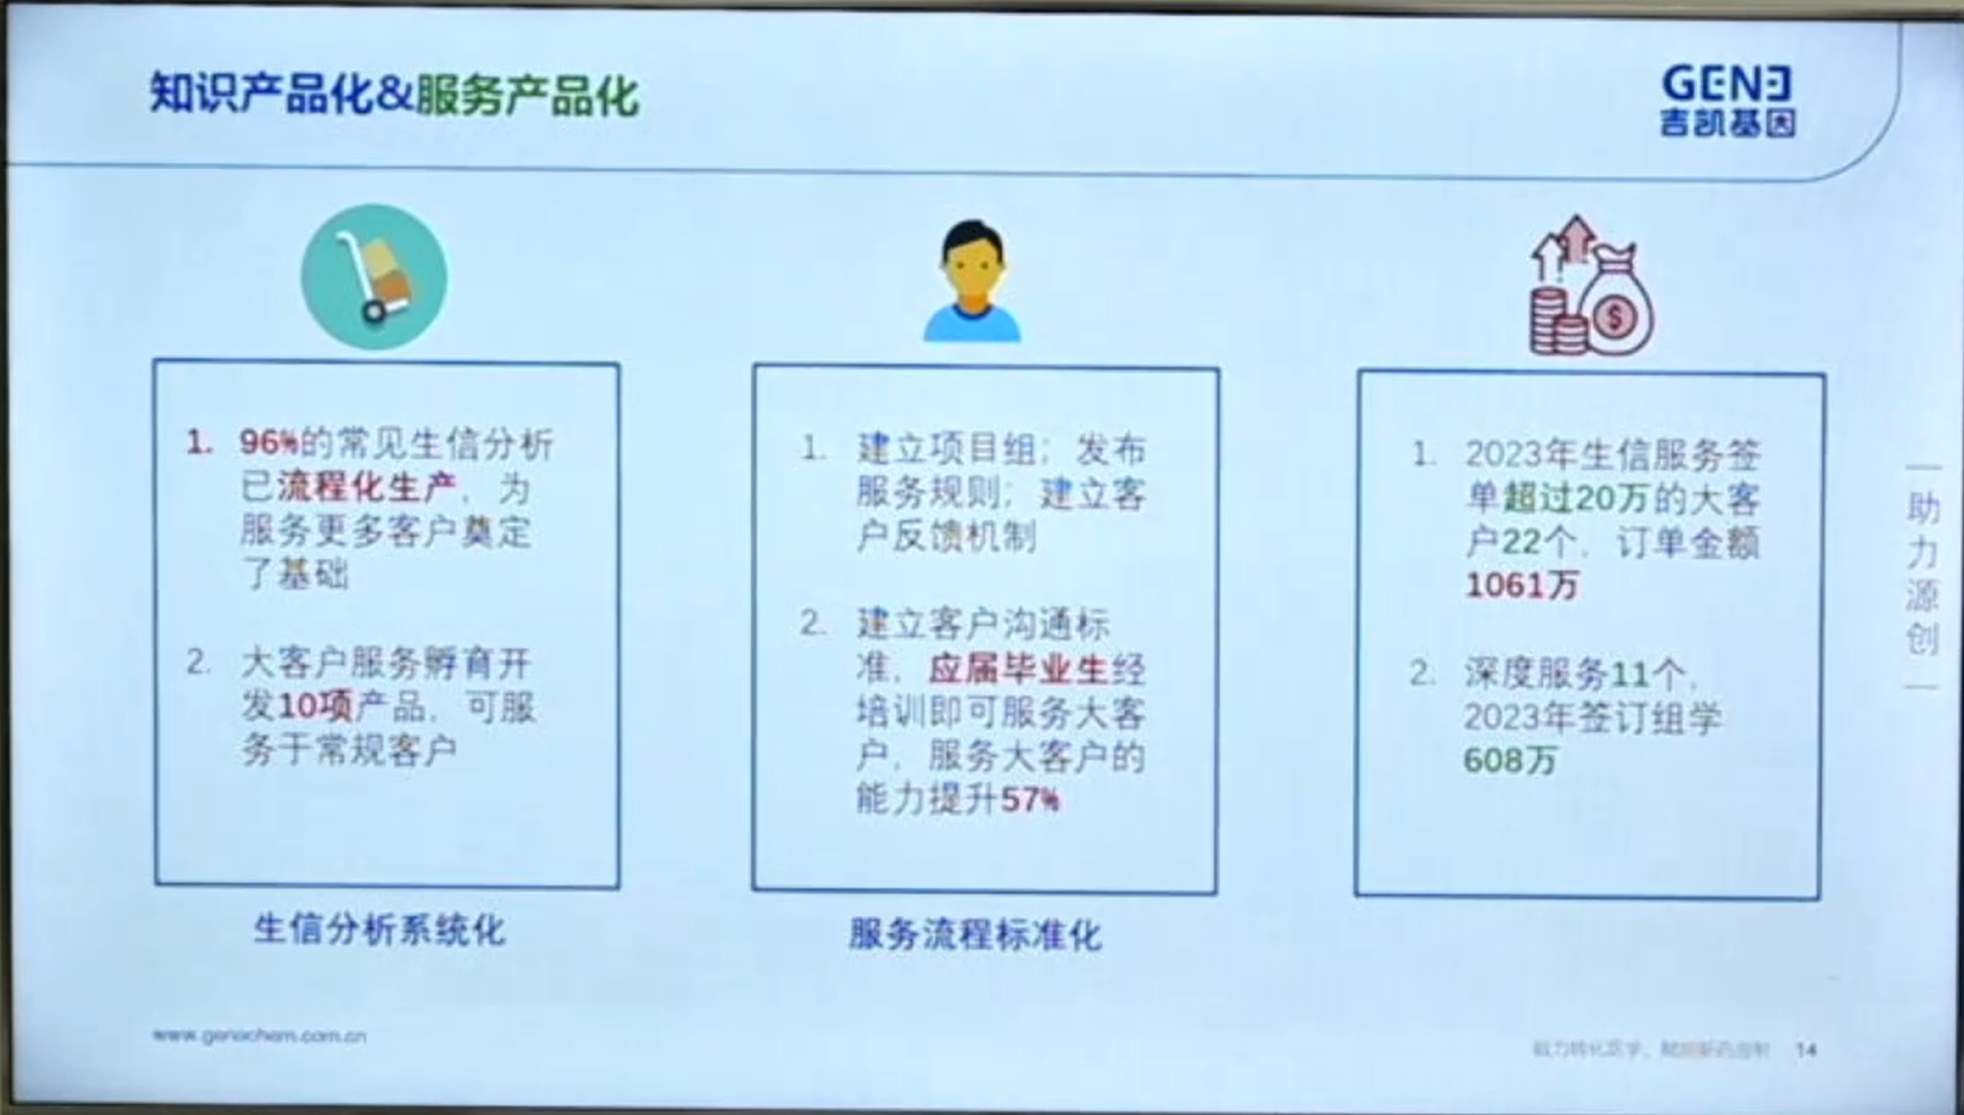 知识产品化&服务产品化
GENE
吉凯基因
1. 96%的常见生信分析
已流程化生产，为
服务更多客户奠定
了基础
2. 大客户服务孵育开
发10项产品，可服
务于常规客户
生信分析系统化
1. 建立项目组；发布
服务规则；建立客
户反馈机制
2. 建立客户沟通标
准，应届毕业生经
培训即可服务大客
户，服务大客户的
能力提升57%
服务流程标准化
1. 2023年生信服务签
单超过20万的大客
户22个，订单金额
1061万
2. 深度服务11个，
2023年签订组学
608万
助力源创
www.genechem.com.cn
14